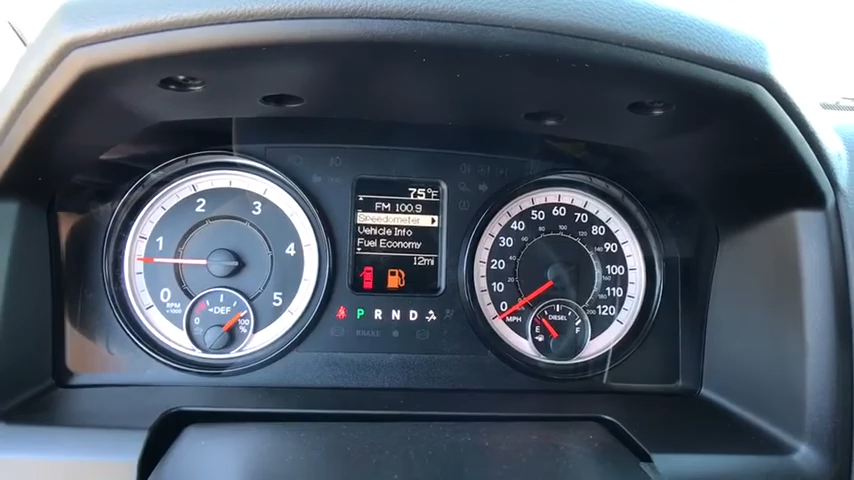 75°F
FM 100.9
Speedometer
Vehicle Info
Fuel Economy
12mi
0 1 2 3 4 5
RPM
×1000
DEF
0 100
%
P R N D
BRAKE
0 10 20 30 40 50 60 70 80 90 100 110 120
MPH
DIESEL
E F